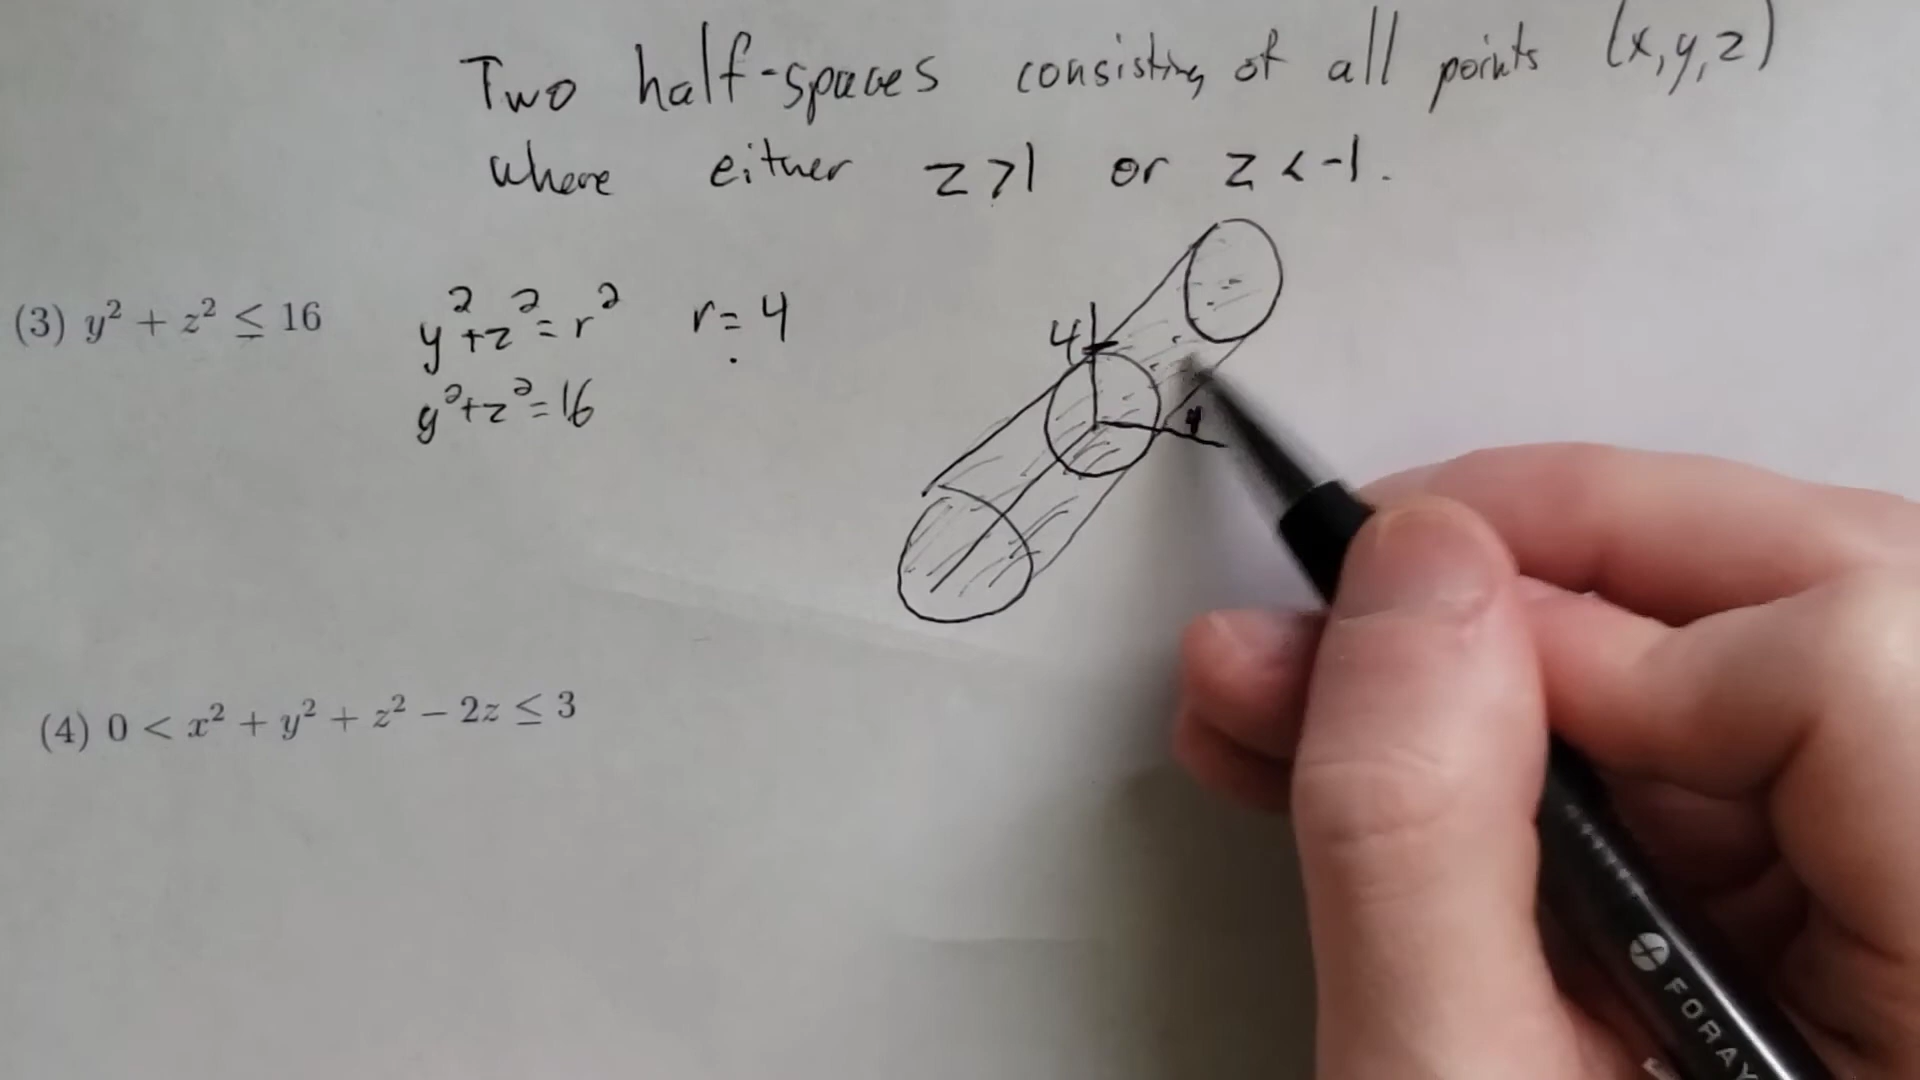 Two half-spaces consisting of all points (x,y,z)
where either z>1 or z<-1.
(3) y² + z² ≤ 16
y²+z²=r² r=4
y²+z²=16
4
4
(4) 0 < x² + y² + z² − 2z ≤ 3
FORAY